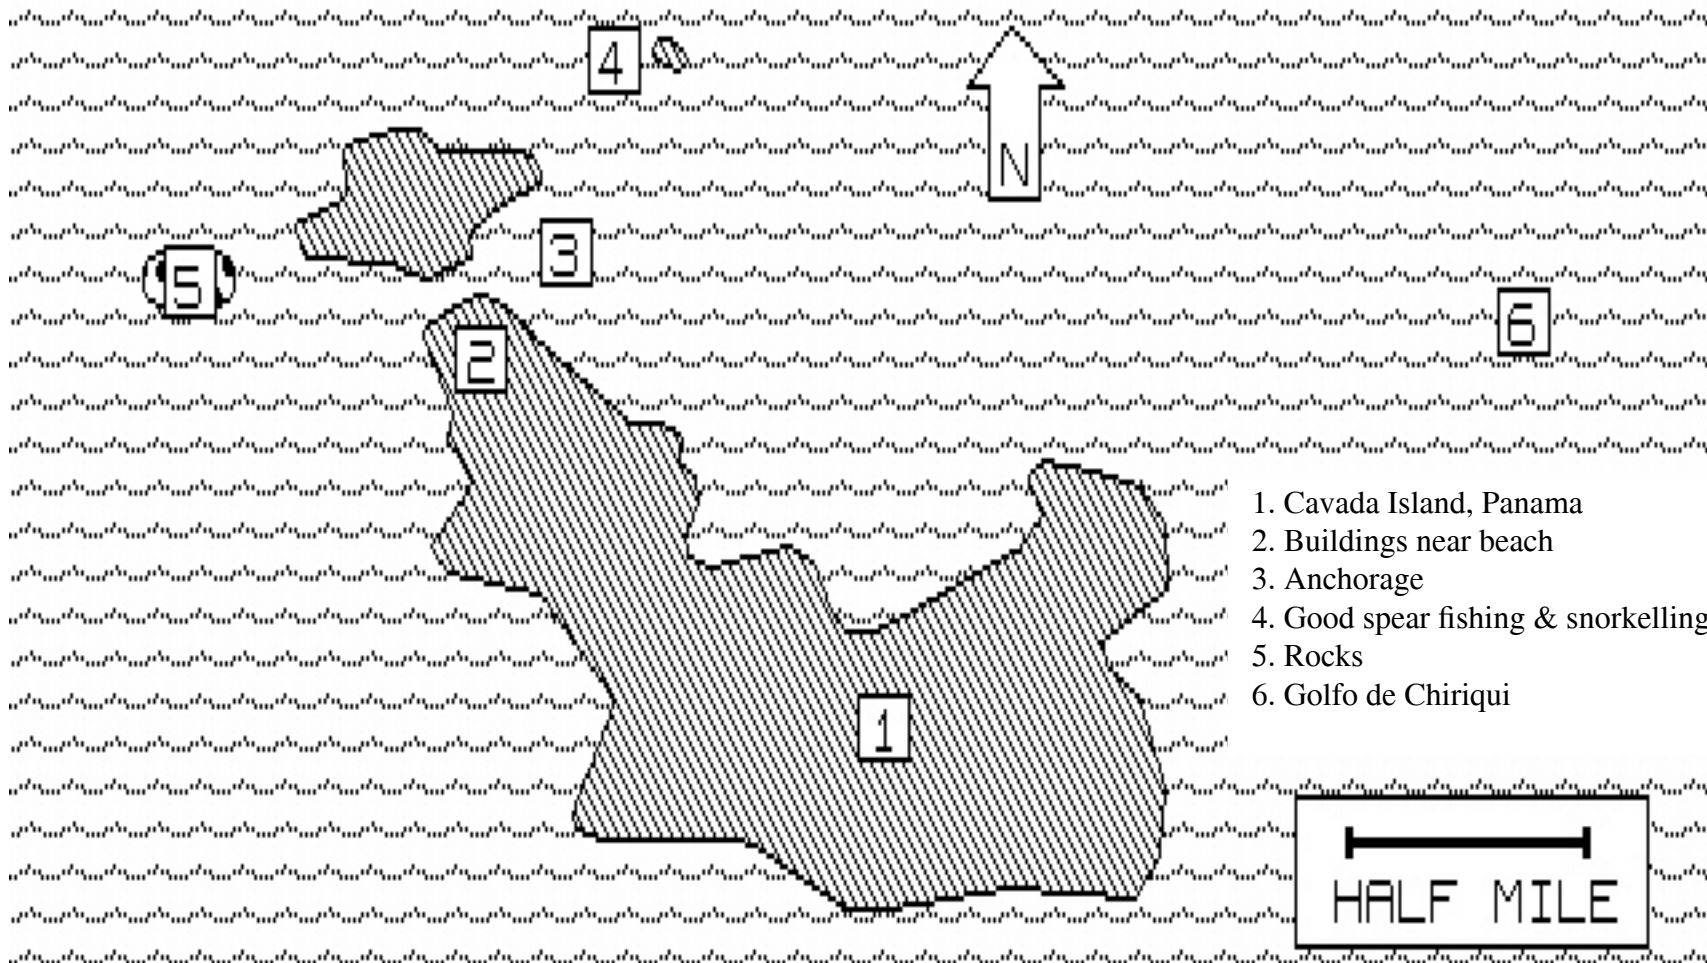 4
N
3
5
6
2
1. Cavada Island, Panama
2. Buildings near beach
3. Anchorage
4. Good spear fishing & snorkelling
5. Rocks
6. Golfo de Chiriqui
1
HALF MILE